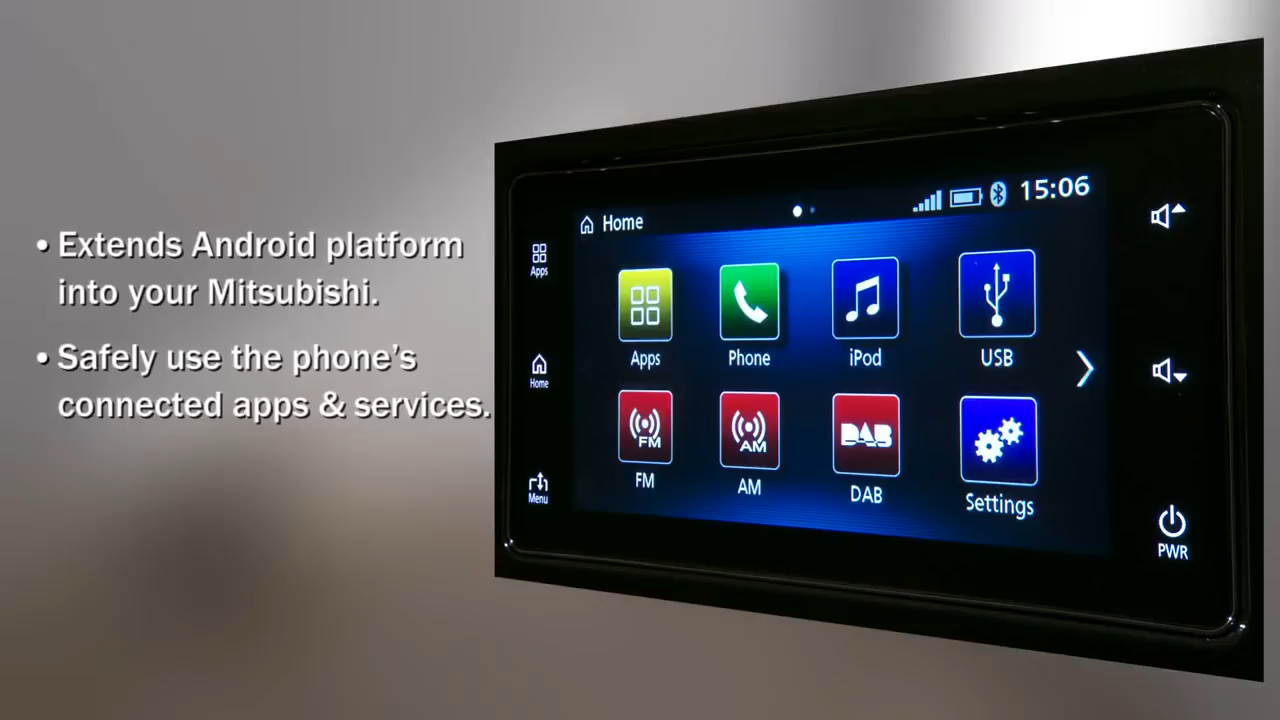 • Extends Android platform
into your Mitsubishi.
• Safely use the phone's
connected apps & services.
Home
15:06
Apps
Home
Menu
Apps
Phone
iPod
USB
FM
AM
DAB
FM
AM
DAB
Settings
PWR